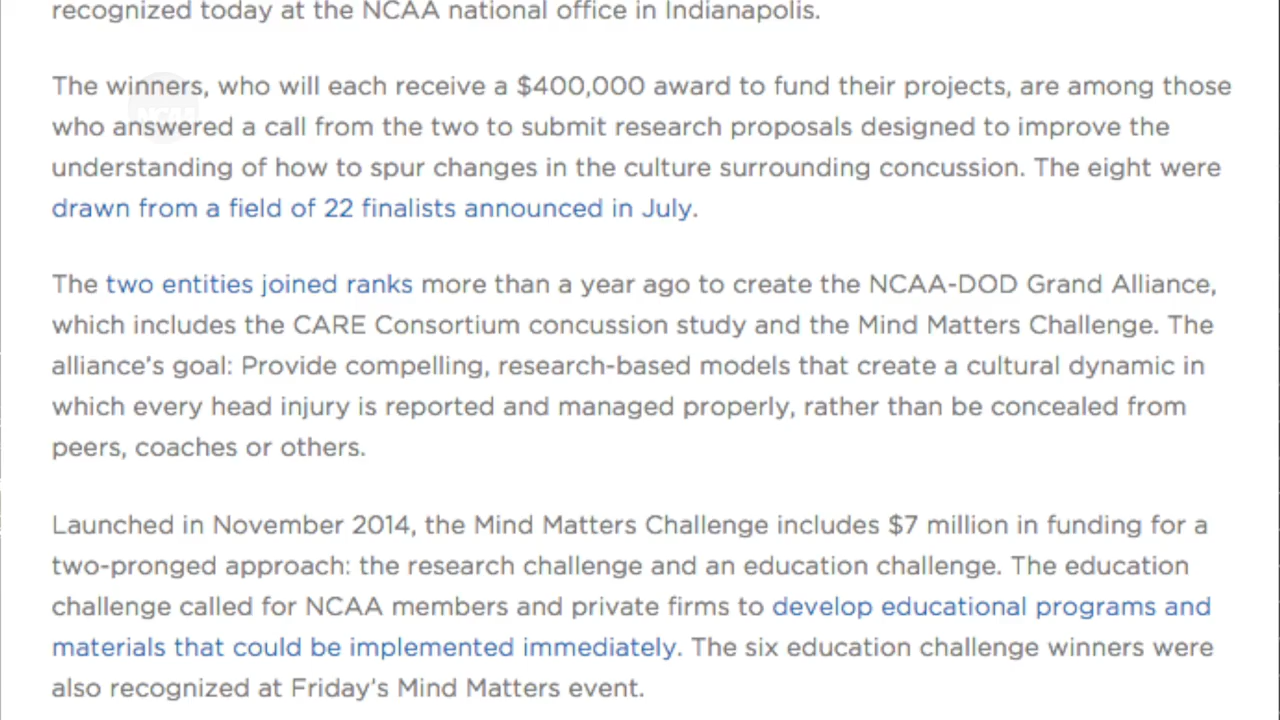 recognized today at the NCAA national office in Indianapolis.
The winners, who will each receive a $400,000 award to fund their projects, are among those
who answered a call from the two to submit research proposals designed to improve the
understanding of how to spur changes in the culture surrounding concussion. The eight were
drawn from a field of 22 finalists announced in July.
The two entities joined ranks more than a year ago to create the NCAA-DOD Grand Alliance,
which includes the CARE Consortium concussion study and the Mind Matters Challenge. The
alliance's goal: Provide compelling, research-based models that create a cultural dynamic in
which every head injury is reported and managed properly, rather than be concealed from
peers, coaches or others.
Launched in November 2014, the Mind Matters Challenge includes $7 million in funding for a
two-pronged approach: the research challenge and an education challenge. The education
challenge called for NCAA members and private firms to develop educational programs and
materials that could be implemented immediately. The six education challenge winners were
also recognized at Friday's Mind Matters event.